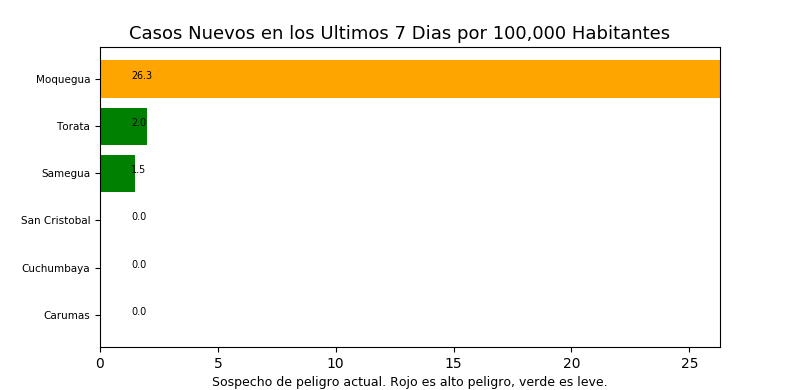 Casos Nuevos en los Ultimos 7 Dias por 100,000 Habitantes
Moquegua 26.3
Torata 2.0
Samegua 1.5
San Cristobal 0.0
Cuchumbaya 0.0
Carumas 0.0
0 5 10 15 20 25
Sospecho de peligro actual. Rojo es alto peligro, verde es leve.